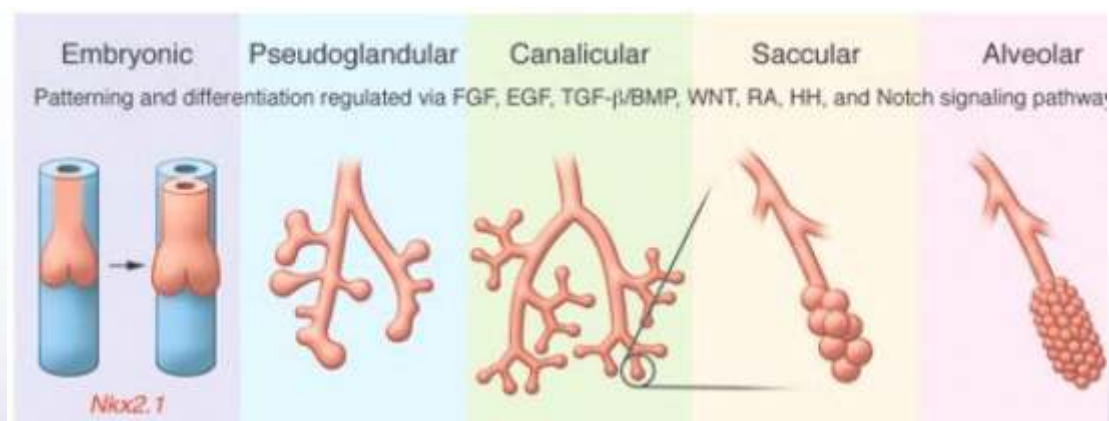 Embryonic Pseudoglandular Canalicular Saccular Alveolar
Patterning and differentiation regulated via FGF, EGF, TGF-β/BMP, WNT, RA, HH, and Notch signaling pathway
Nkx2.1